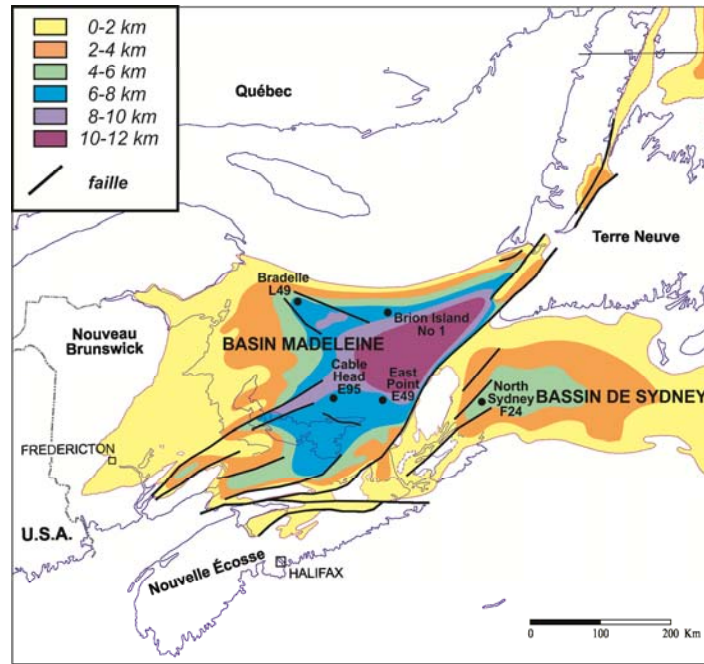 0-2 km
2-4 km
4-6 km
6-8 km
8-10 km
10-12 km
faille
Québec
Terre Neuve
Bradelle
L49
Nouveau
Brunswick
Brion Island
No 1
BASIN MADELEINE
Cable
Head
E95
East
Point
E49
North
Sydney
F24
BASSIN DE SYDNEY
FREDERICTON
U.S.A.
Nouvelle Écosse
HALIFAX
0 100 200 Km